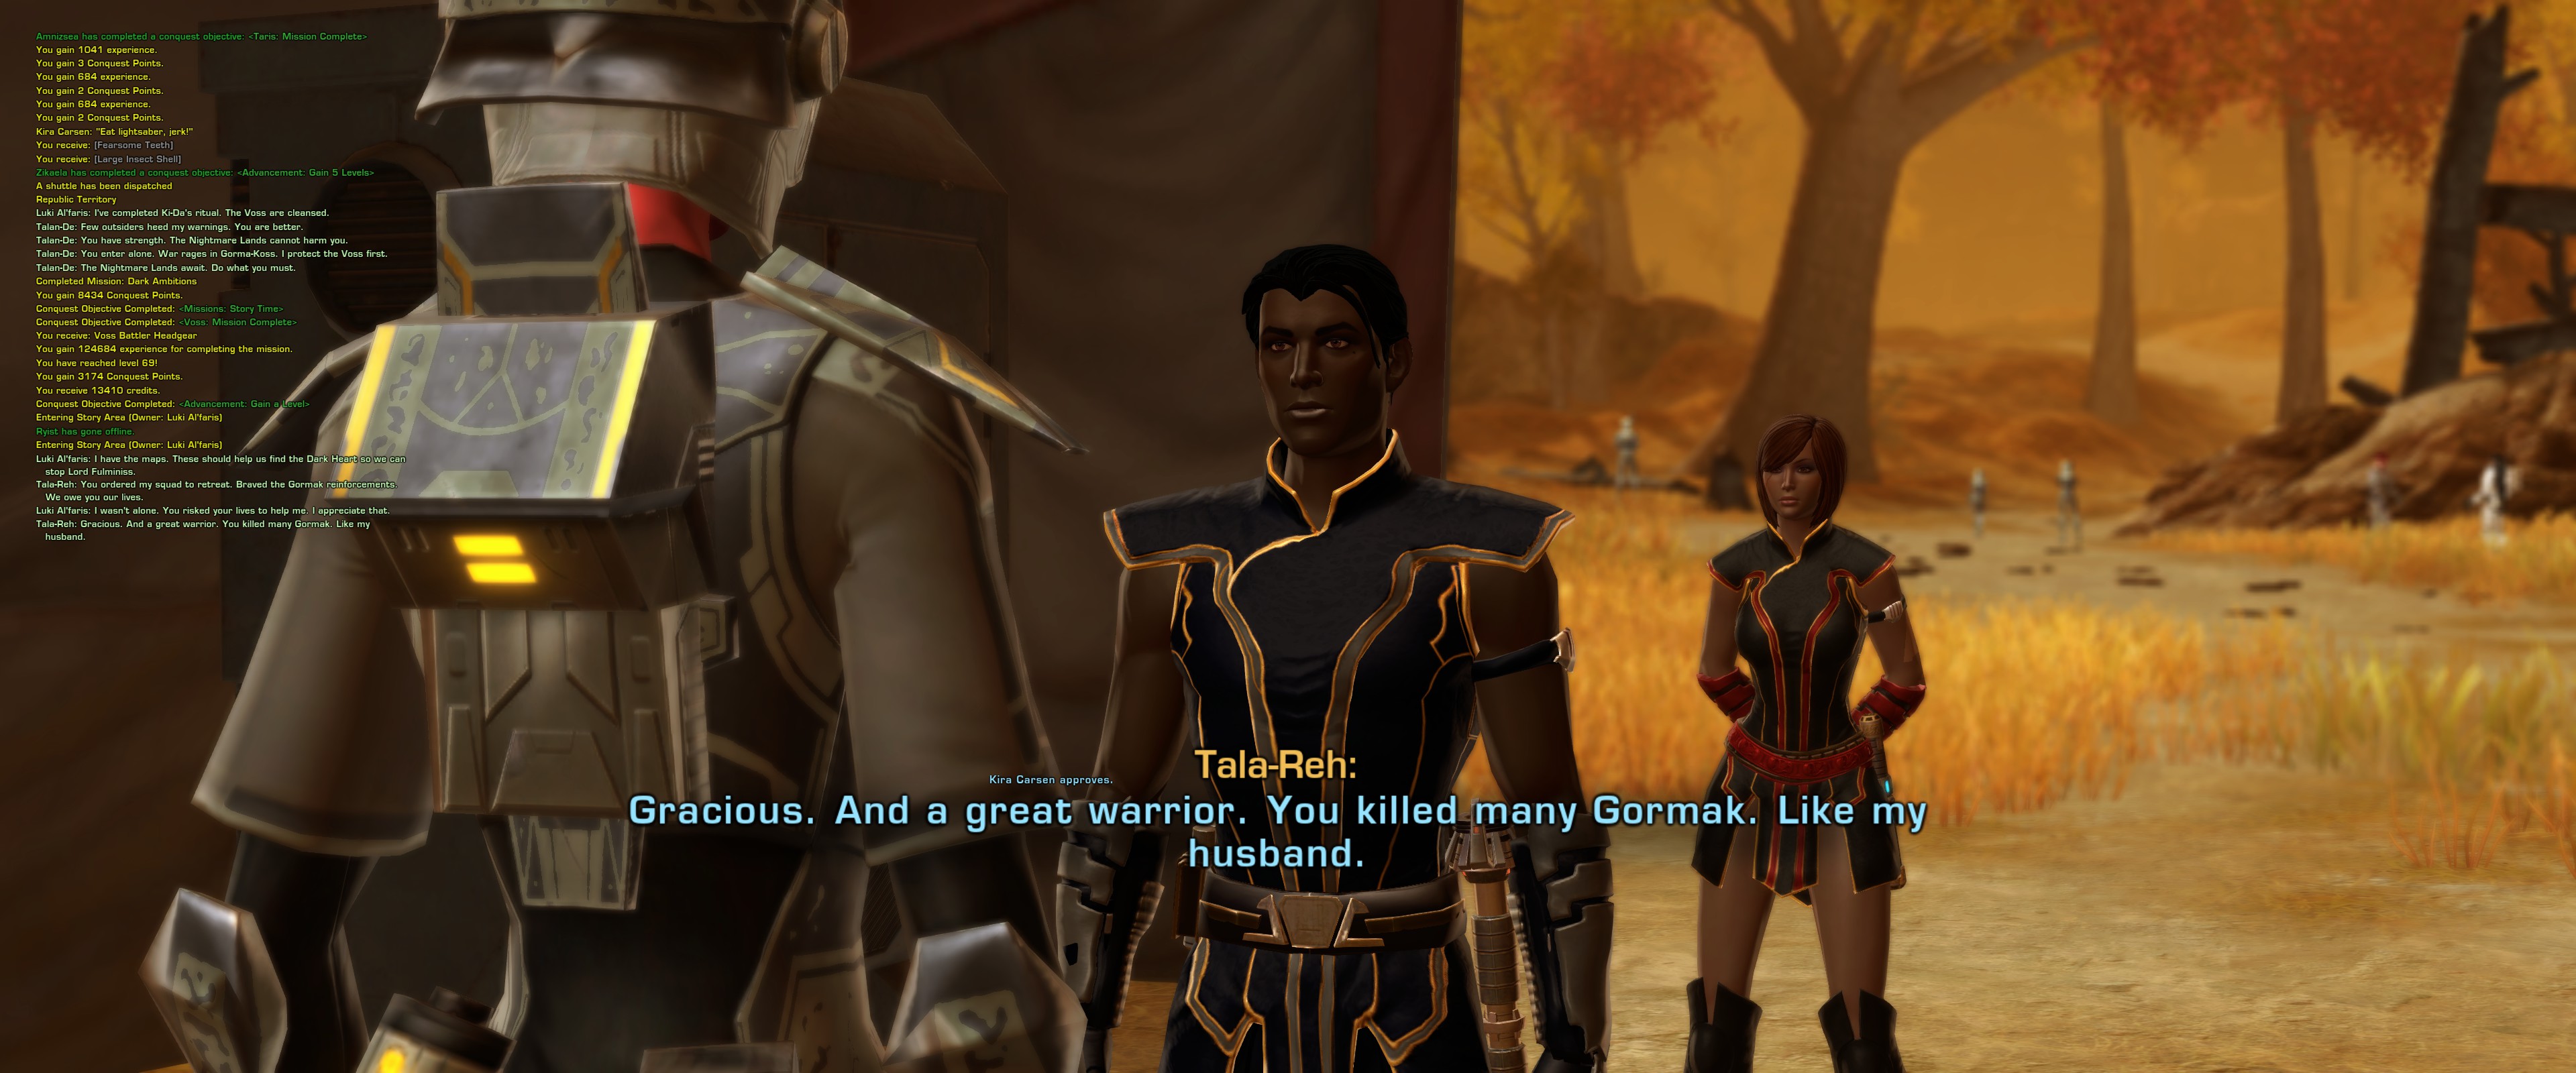 Amnizsea has completed a conquest objective: <Taris: Mission Complete>
You gain 1041 experience.
You gain 3 Conquest Points.
You gain 684 experience.
You gain 2 Conquest Points.
You gain 684 experience.
You gain 2 Conquest Points.
Kira Carsen: "Eat lightsaber, jerk!"
You receive: [Fearsome Teeth]
You receive: [Large Insect Shell]
Zikaela has completed a conquest objective: <Advancement: Gain 5 Levels>
A shuttle has been dispatched
Republic Territory
Luki Al'faris: I've completed Ki-Da's ritual. The Voss are cleansed.
Talan-De: Few outsiders heed my warnings. You are better.
Talan-De: You have strength. The Nightmare Lands cannot harm you.
Talan-De: You enter alone. War rages in Gorma-Koss. I protect the Voss first.
Talan-De: The Nightmare Lands await. Do what you must.
Completed Mission: Dark Ambitions
You gain 8434 Conquest Points.
Conquest Objective Completed: <Missions: Story Time>
Conquest Objective Completed: <Voss: Mission Complete>
You receive: Voss Battler Headgear
You gain 124684 experience for completing the mission.
You have reached level 69!
You gain 3174 Conquest Points.
You receive 13410 credits.
Conquest Objective Completed: <Advancement: Gain a Level>
Entering Story Area (Owner: Luki Al'faris)
Ryist has gone offline.
Entering Story Area (Owner: Luki Al'faris)
Luki Al'faris: I have the maps. These should help us find the Dark Heart so we can
stop Lord Fulminiss.
Tala-Reh: You ordered my squad to retreat. Braved the Gormak reinforcements.
We owe you our lives.
Luki Al'faris: I wasn't alone. You risked your lives to help me. I appreciate that.
Tala-Reh: Gracious. And a great warrior. You killed many Gormak. Like my
husband.
Kira Carsen approves.
Tala-Reh:
Gracious. And a great warrior. You killed many Gormak. Like my
husband.